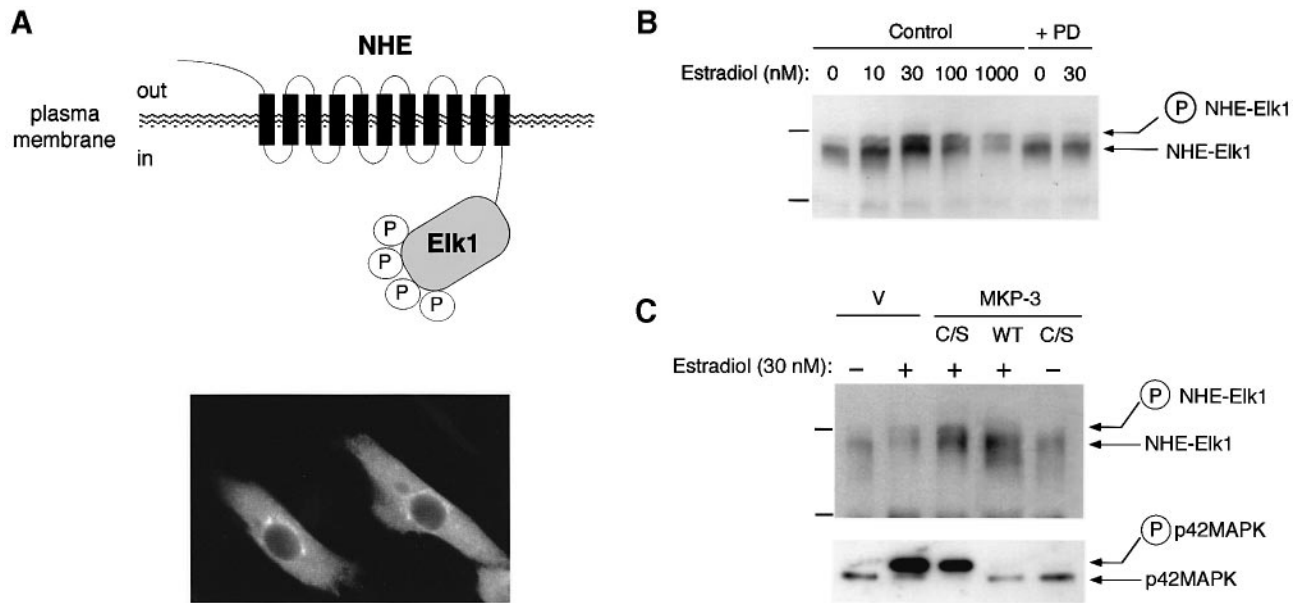 A
NHE
out
plasma
membrane
in
Elk1
P
P
P
P
B
Control
+ PD
Estradiol (nM): 0 10 30 100 1000 0 30
P NHE-Elk1
NHE-Elk1
C
V
MKP-3
C/S WT C/S
Estradiol (30 nM): – + + + –
P NHE-Elk1
NHE-Elk1
P p42MAPK
p42MAPK